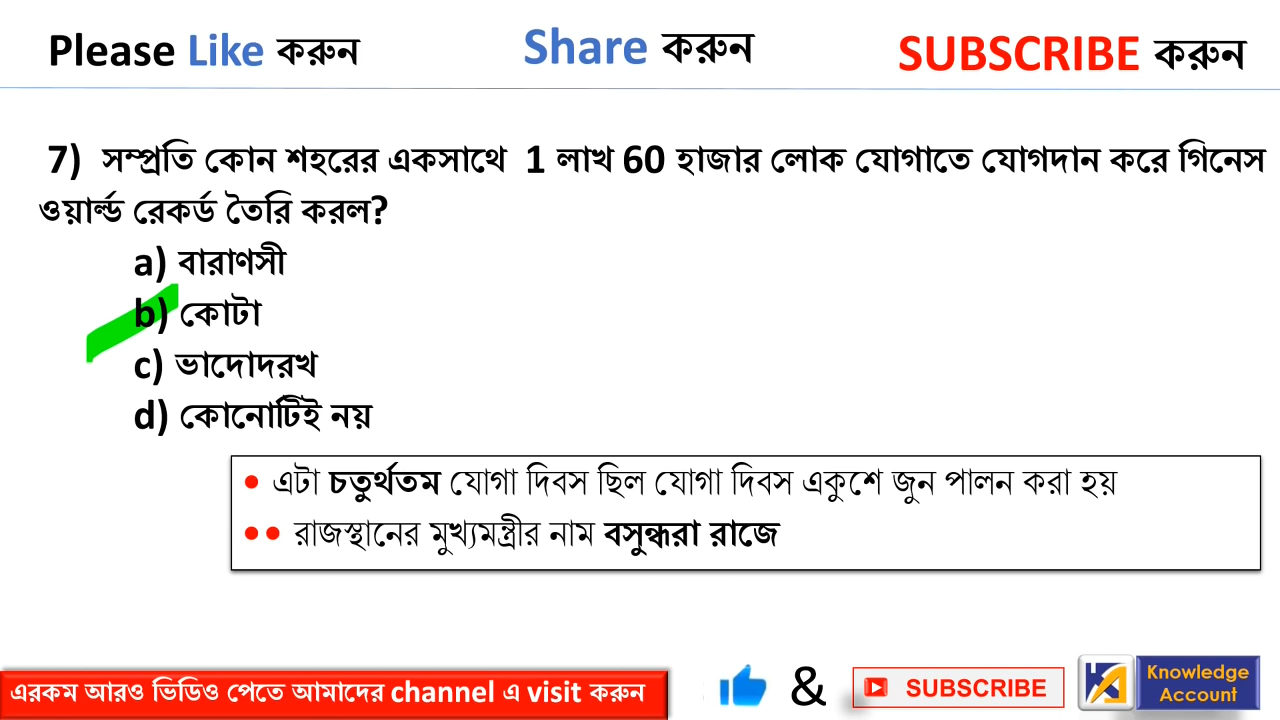 Please Like করুন
Share করুন
SUBSCRIBE করুন
7) সম্প্রতি কোন শহরের একসাথে 1 লাখ 60 হাজার লোক যোগাতে যোগদান করে গিনেস
ওয়ার্ল্ড রেকর্ড তৈরি করল?
a) বারাণসী
b) কোটা
c) ভাদোদরখ
d) কোনোটিই নয়
• এটা চতুর্থতম যোগা দিবস ছিল যোগা দিবস একুশে জুন পালন করা হয়
•• রাজস্থানের মুখ্যমন্ত্রীর নাম বসুন্ধরা রাজে
এরকম আরও ভিডিও পেতে আমাদের channel এ visit করুন
&
SUBSCRIBE
Knowledge
Account